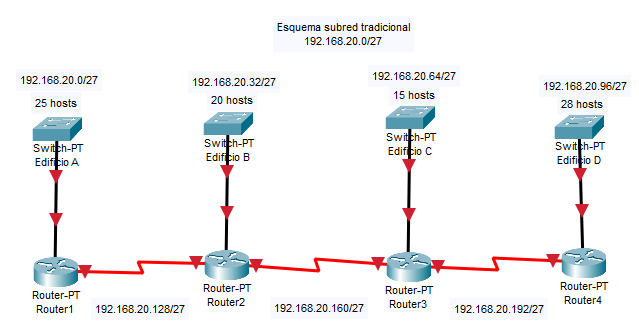 Esquema subred tradicional
192.168.20.0/27
192.168.20.0/27
192.168.20.32/27
192.168.20.64/27
192.168.20.96/27
25 hosts
20 hosts
15 hosts
28 hosts
Switch-PT
Edificio A
Switch-PT
Edificio B
Switch-PT
Edificio C
Switch-PT
Edificio D
Router-PT
Router1
Router-PT
Router2
Router-PT
Router3
Router-PT
Router4
192.168.20.128/27
192.168.20.160/27
192.168.20.192/27